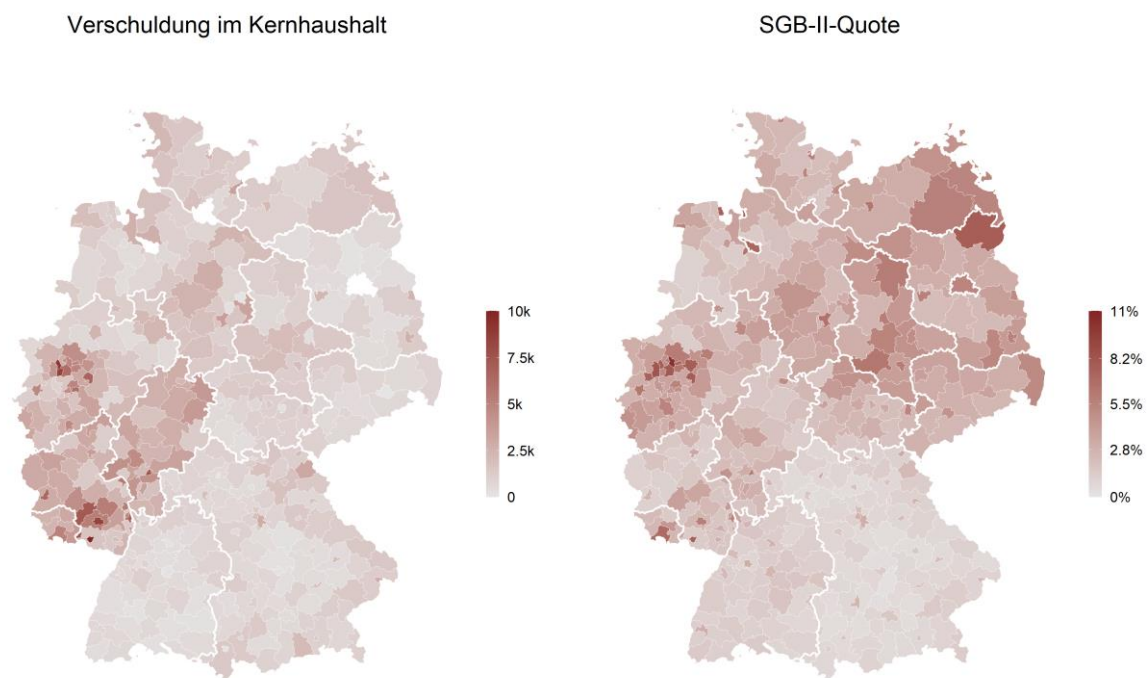 Verschuldung im Kernhaushalt
SGB-II-Quote
10k
7.5k
5k
2.5k
0
11%
8.2%
5.5%
2.8%
0%